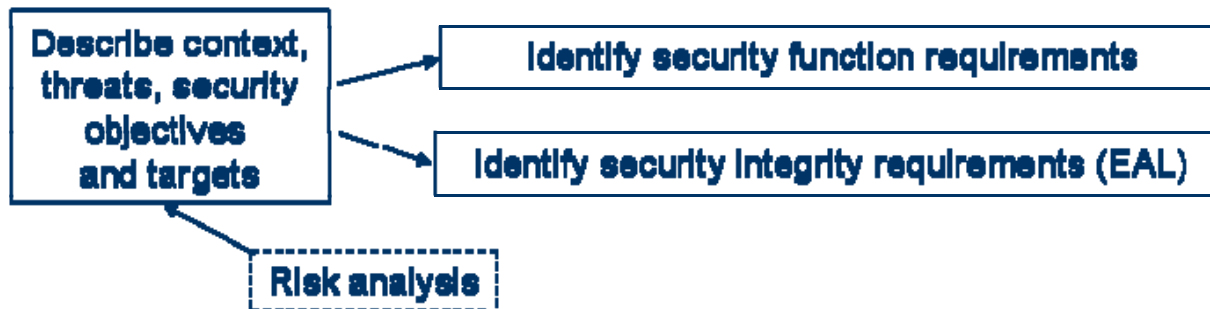 Describe context,
threats, security
objectives
and targets
Identify security function requirements
Identify security integrity requirements (EAL)
Risk analysis